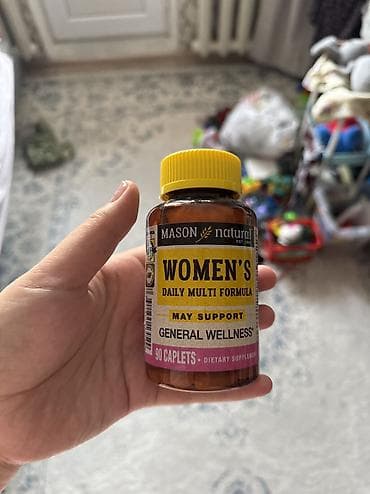 MASON natural
WOMEN'S
DAILY MULTI FORMULA
MAY SUPPORT
GENERAL WELLNESS*
90 CAPLETS • DIETARY SUPPLEMENT